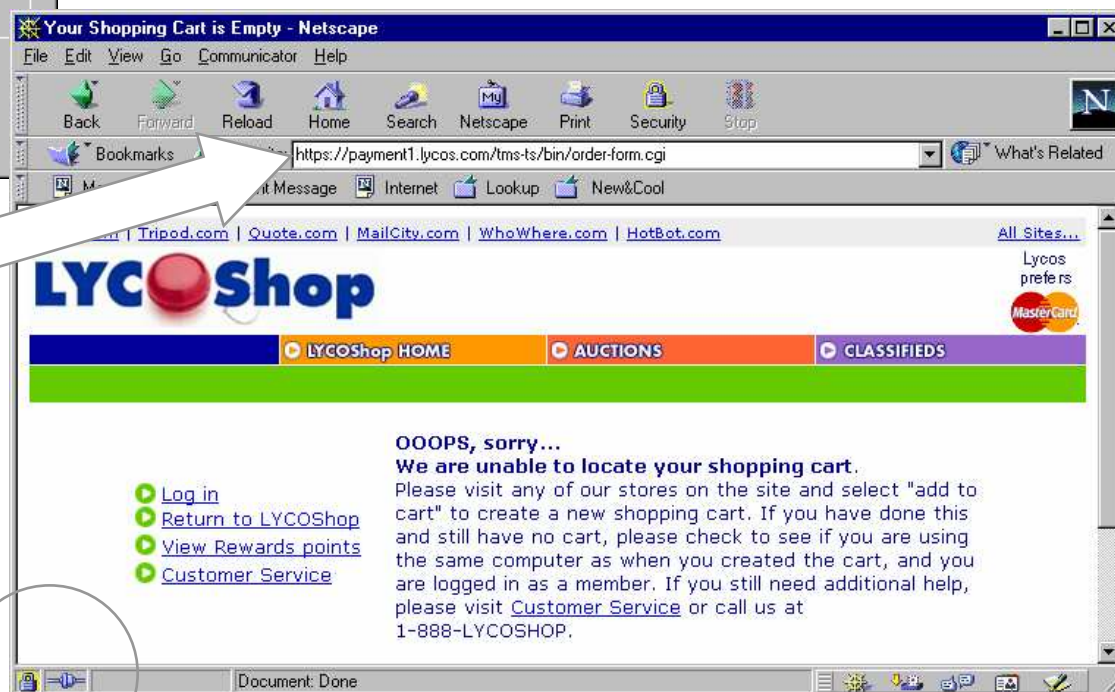 Your Shopping Cart is Empty - Netscape
File Edit View Go Communicator Help
Back Forward Reload Home Search Netscape Print Security Stop
My
N
Bookmarks https://payment1.lycos.com/tms-ts/bin/order-form.cgi What's Related
Message Internet Lookup New&Cool
| Tripod.com | Quote.com | MailCity.com | WhoWhere.com | HotBot.com All Sites...
LYCOShop
Lycos
prefers
MasterCard
LYCOShop HOME AUCTIONS CLASSIFIEDS
OOOPS, sorry...
We are unable to locate your shopping cart.
Please visit any of our stores on the site and select "add to
cart" to create a new shopping cart. If you have done this
and still have no cart, please check to see if you are using
the same computer as when you created the cart, and you
are logged in as a member. If you still need additional help,
please visit Customer Service or call us at
1-888-LYCOSHOP.
Log in
Return to LYCOShop
View Rewards points
Customer Service
Document: Done